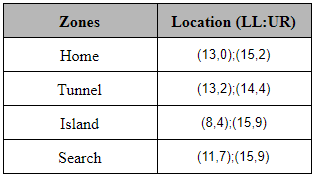 Zones Location (LL:UR)
Home (13,0);(15,2)
Tunnel (13,2);(14,4)
Island (8,4);(15,9)
Search (11,7);(15,9)